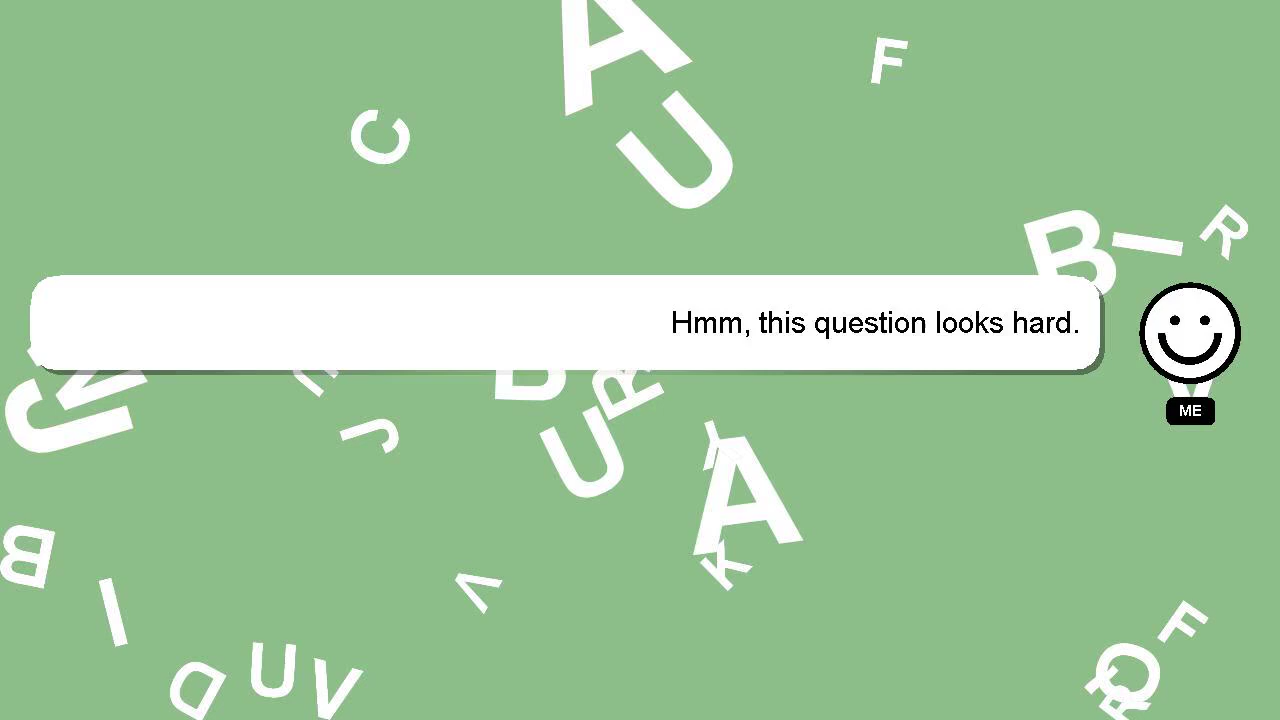 A
F
C
U
B I R
Hmm, this question looks hard.
ME
J
R
U
J
A
K
B
I
V
F
D U V
Q